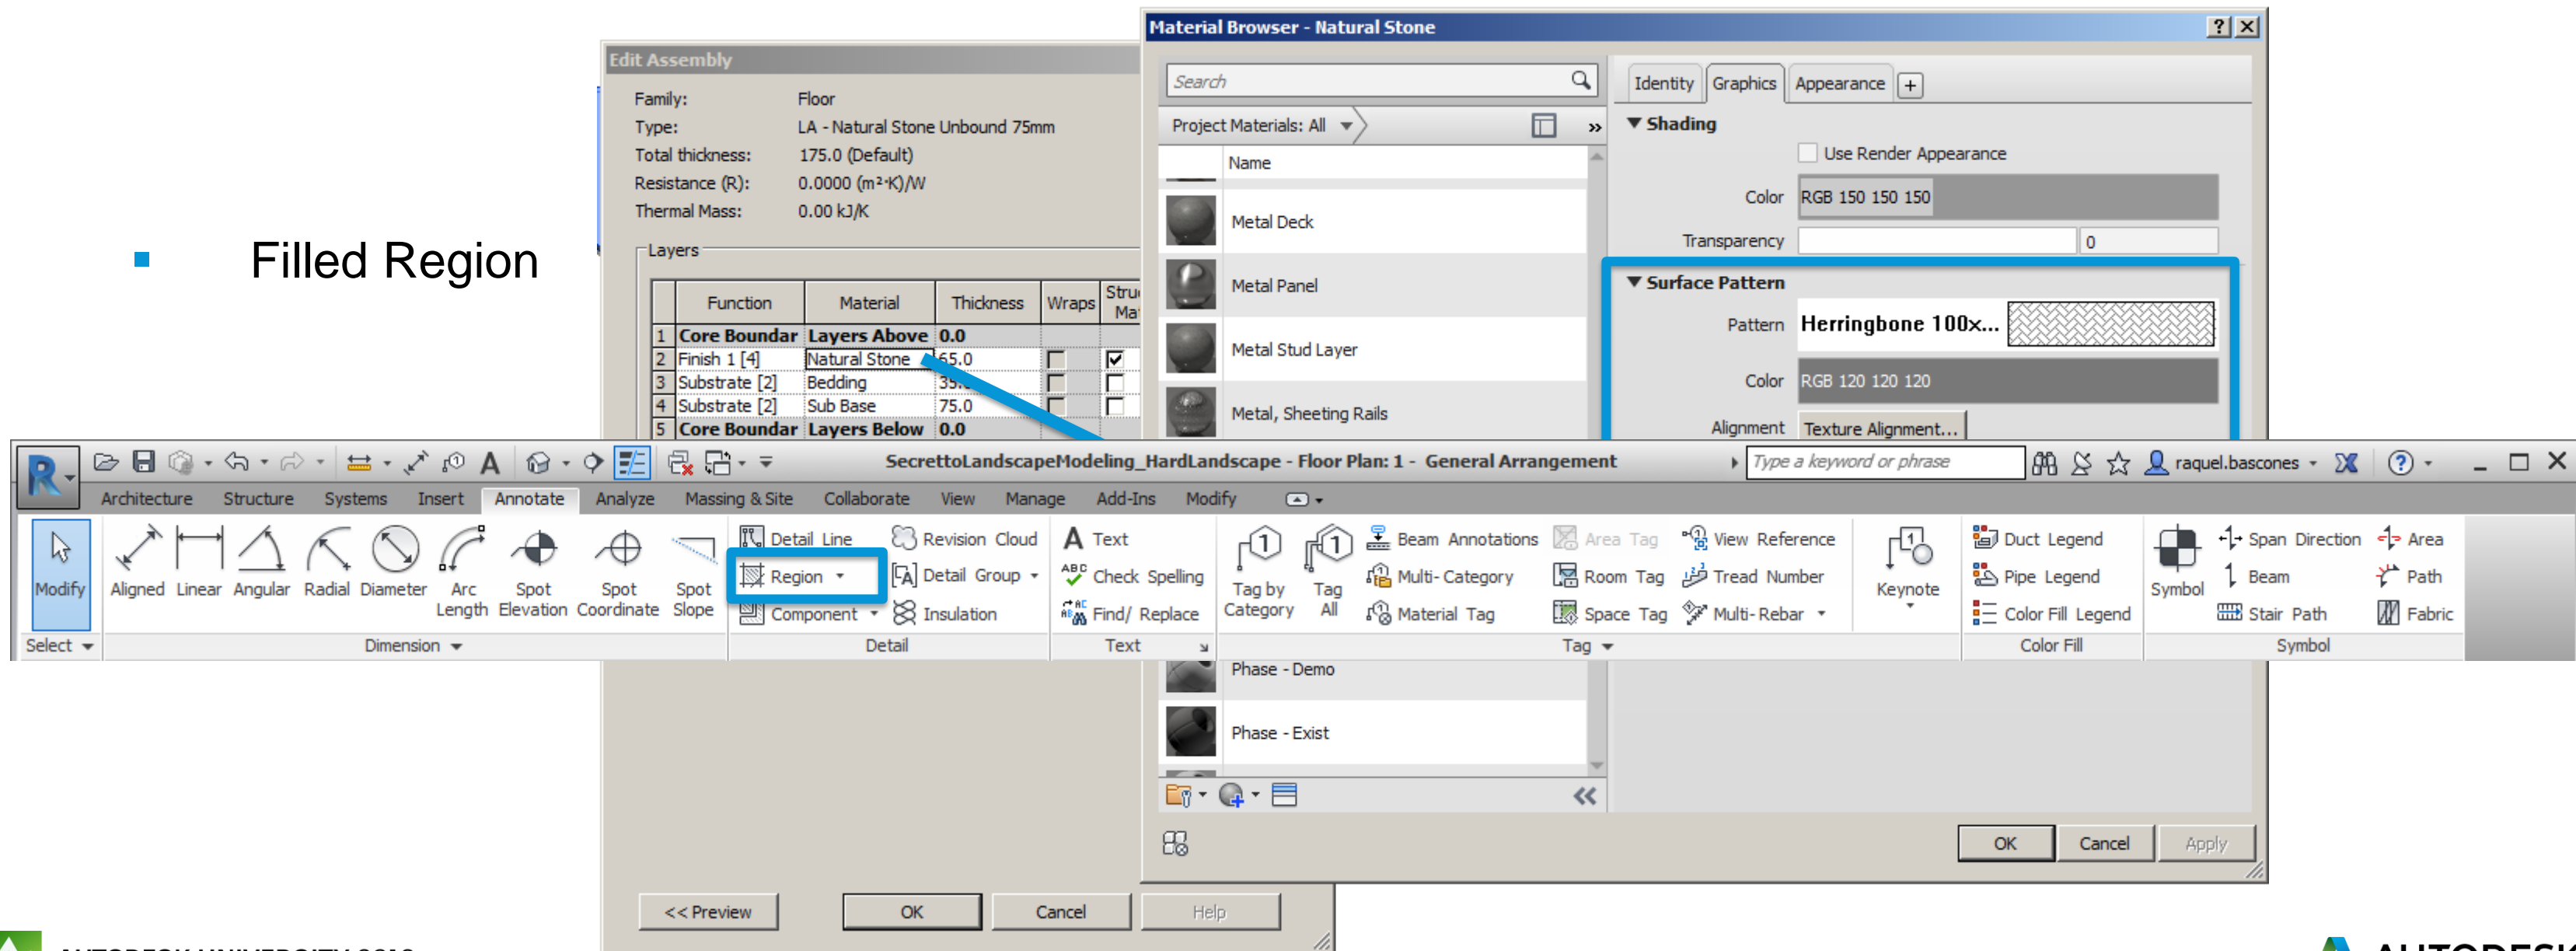 Filled Region
Edit Assembly
Family: Floor
Type: LA - Natural Stone Unbound 75mm
Total thickness: 175.0 (Default)
Resistance (R): 0.0000 (m²·K)/W
Thermal Mass: 0.00 kJ/K
Layers
Function Material Thickness Wraps
1 Core Boundar Layers Above 0.0
2 Finish 1 [4] Natural Stone 65.0
3 Substrate [2] Bedding
4 Substrate [2] Sub Base 75.0
5 Core Boundar Layers Below 0.0
<< Preview OK Cancel Help
Material Browser - Natural Stone
Search
Project Materials: All
Name
Metal Deck
Metal Panel
Metal Stud Layer
Metal, Sheeting Rails
Phase - Demo
Phase - Exist
Identity Graphics Appearance +
Shading
Use Render Appearance
Color RGB 150 150 150
Transparency 0
Surface Pattern
Pattern Herringbone 100x...
Color RGB 120 120 120
Alignment Texture Alignment...
OK Cancel Apply
SecrettoLandscapeModeling_HardLandscape - Floor Plan: 1 - General Arrangement
Type a keyword or phrase
raquel.bascones
Architecture Structure Systems Insert Annotate Analyze Massing & Site Collaborate View Manage Add-Ins Modify
Modify
Select
Aligned Linear Angular Radial Diameter Arc Length Spot Elevation Spot Coordinate Spot Slope
Dimension
Detail Line Revision Cloud
Region Detail Group
Component Insulation
Detail
A Text
ABC Check Spelling
Find/ Replace
Text
Tag by Category Tag All
Beam Annotations Area Tag View Reference
Multi-Category Room Tag Tread Number
Material Tag Space Tag Multi-Rebar
Keynote
Tag
Duct Legend
Pipe Legend
Color Fill Legend
Color Fill
Symbol
Span Direction Area
Beam Path
Stair Path Fabric
Symbol